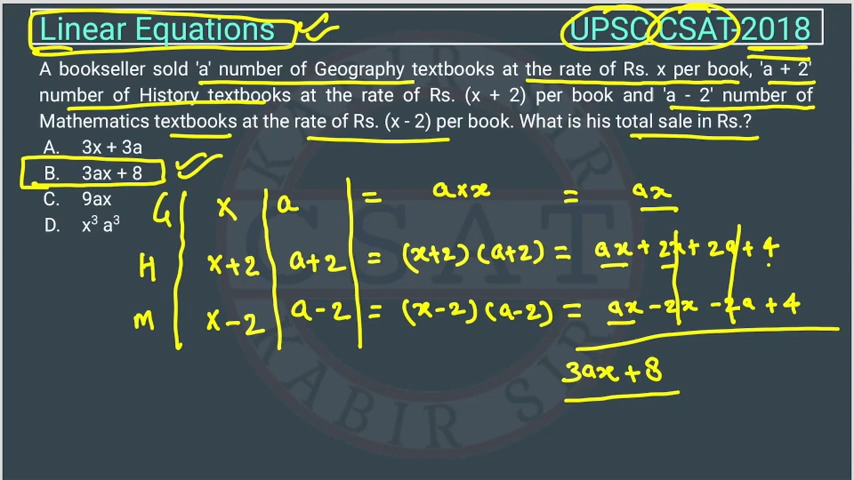 Linear Equations
UPSC CSAT-2018
A bookseller sold 'a' number of Geography textbooks at the rate of Rs. x per book, 'a + 2'
number of History textbooks at the rate of Rs. (x + 2) per book and 'a - 2' number of
Mathematics textbooks at the rate of Rs. (x - 2) per book. What is his total sale in Rs.?
A. 3x + 3a
B. 3ax + 8
C. 9ax
D. x³ a³
G x a = a×x = ax
H x+2 a+2 = (x+2) (a+2) = ax + 2x + 2a + 4
M x-2 a-2 = (x-2) (a-2) = ax - 2x - 2a + 4
3ax + 8
CSAT
KABIR SIR